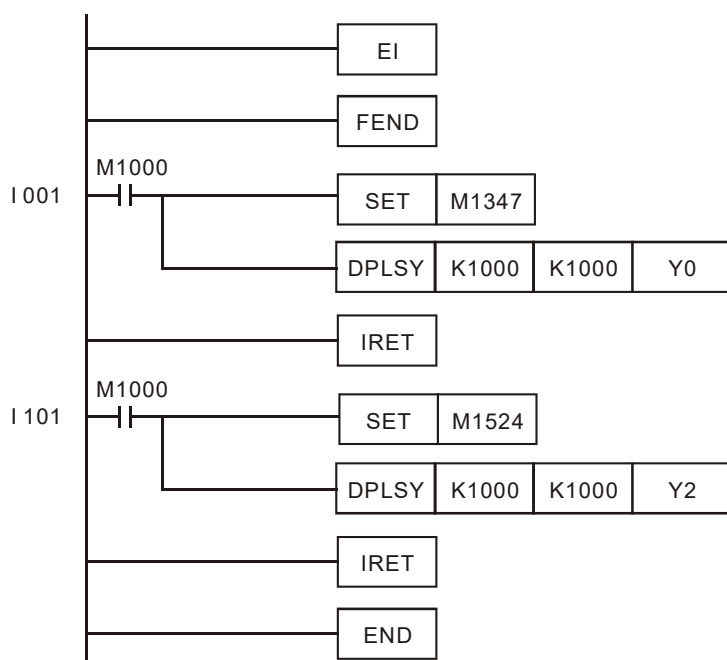 EI
FEND
M1000
I 001
SET M1347
DPLSY K1000 K1000 Y0
IRET
M1000
I 101
SET M1524
DPLSY K1000 K1000 Y2
IRET
END